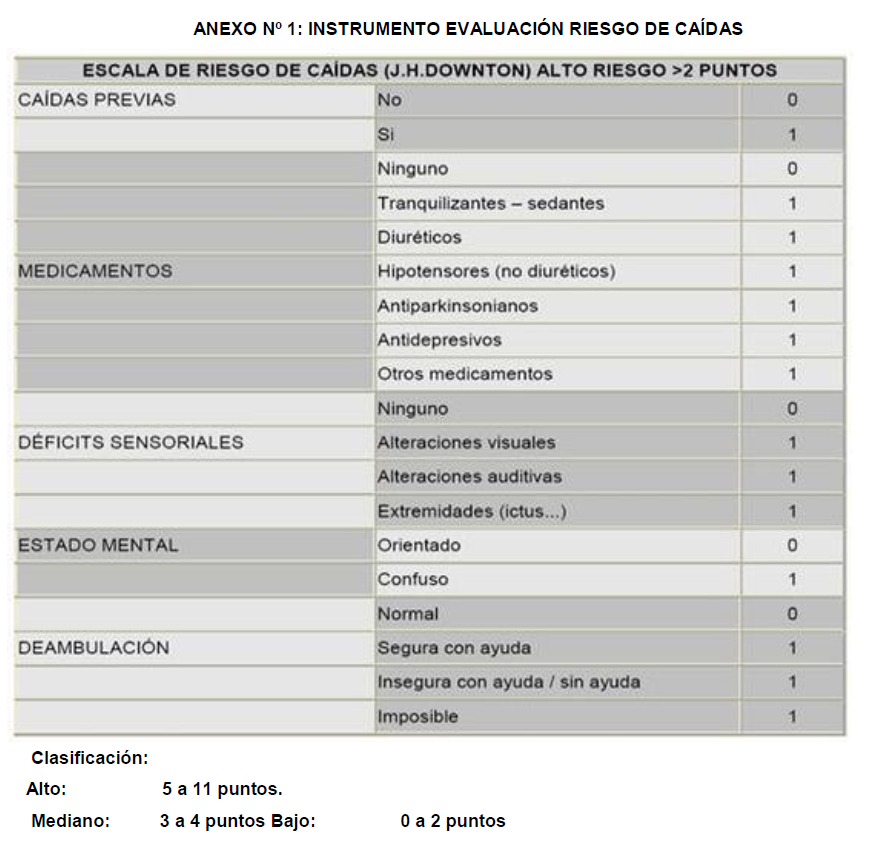 ANEXO Nº 1: INSTRUMENTO EVALUACIÓN RIESGO DE CAÍDAS
ESCALA DE RIESGO DE CAÍDAS (J.H.DOWNTON) ALTO RIESGO >2 PUNTOS
CAÍDAS PREVIAS No 0
Si 1
Ninguno 0
Tranquilizantes – sedantes 1
Diuréticos 1
MEDICAMENTOS Hipotensores (no diuréticos) 1
Antiparkinsonianos 1
Antidepresivos 1
Otros medicamentos 1
Ninguno 0
DÉFICITS SENSORIALES Alteraciones visuales 1
Alteraciones auditivas 1
Extremidades (ictus...) 1
ESTADO MENTAL Orientado 0
Confuso 1
Normal 0
DEAMBULACIÓN Segura con ayuda 1
Insegura con ayuda / sin ayuda 1
Imposible 1
Clasificación:
Alto: 5 a 11 puntos.
Mediano: 3 a 4 puntos Bajo: 0 a 2 puntos